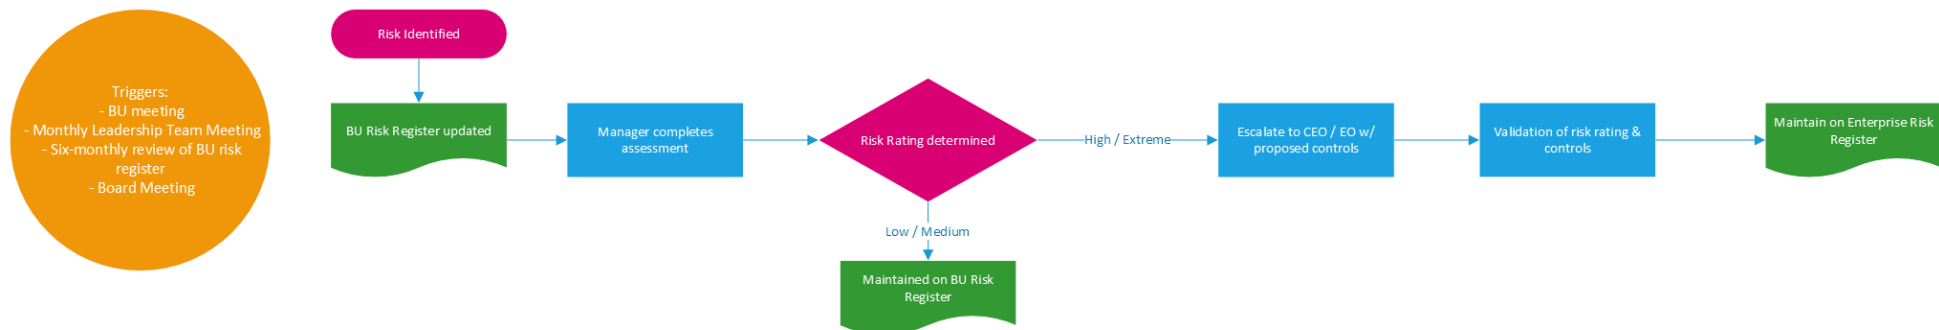 Triggers:
- BU meeting
- Monthly Leadership Team Meeting
- Six-monthly review of BU risk
register
- Board Meeting
Risk Identified
BU Risk Register updated
Manager completes
assessment
Risk Rating determined
High / Extreme
Escalate to CEO / EO w/
proposed controls
Validation of risk rating &
controls
Maintain on Enterprise Risk
Register
Low / Medium
Maintained on BU Risk
Register